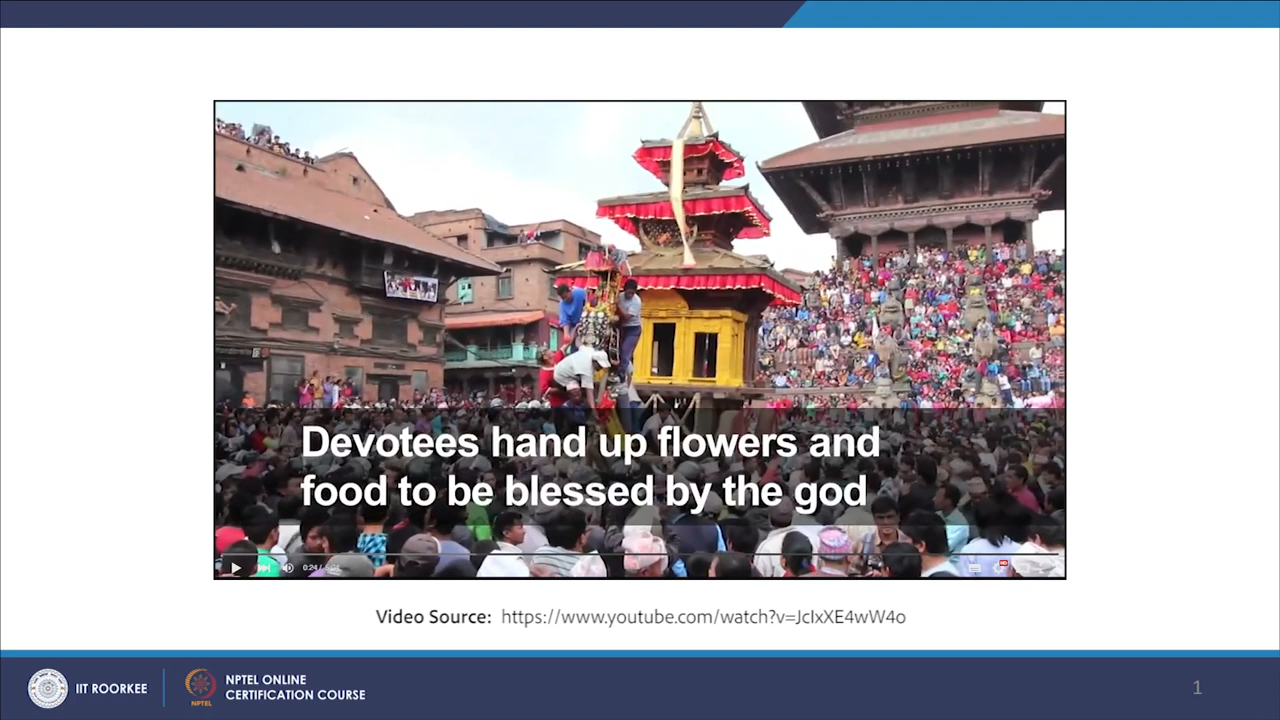 Devotees hand up flowers and
food to be blessed by the god
0:24 /
HD
Video Source: https://www.youtube.com/watch?v=JcIxXE4wW4o
IIT ROORKEE
NPTEL
NPTEL ONLINE
CERTIFICATION COURSE
1